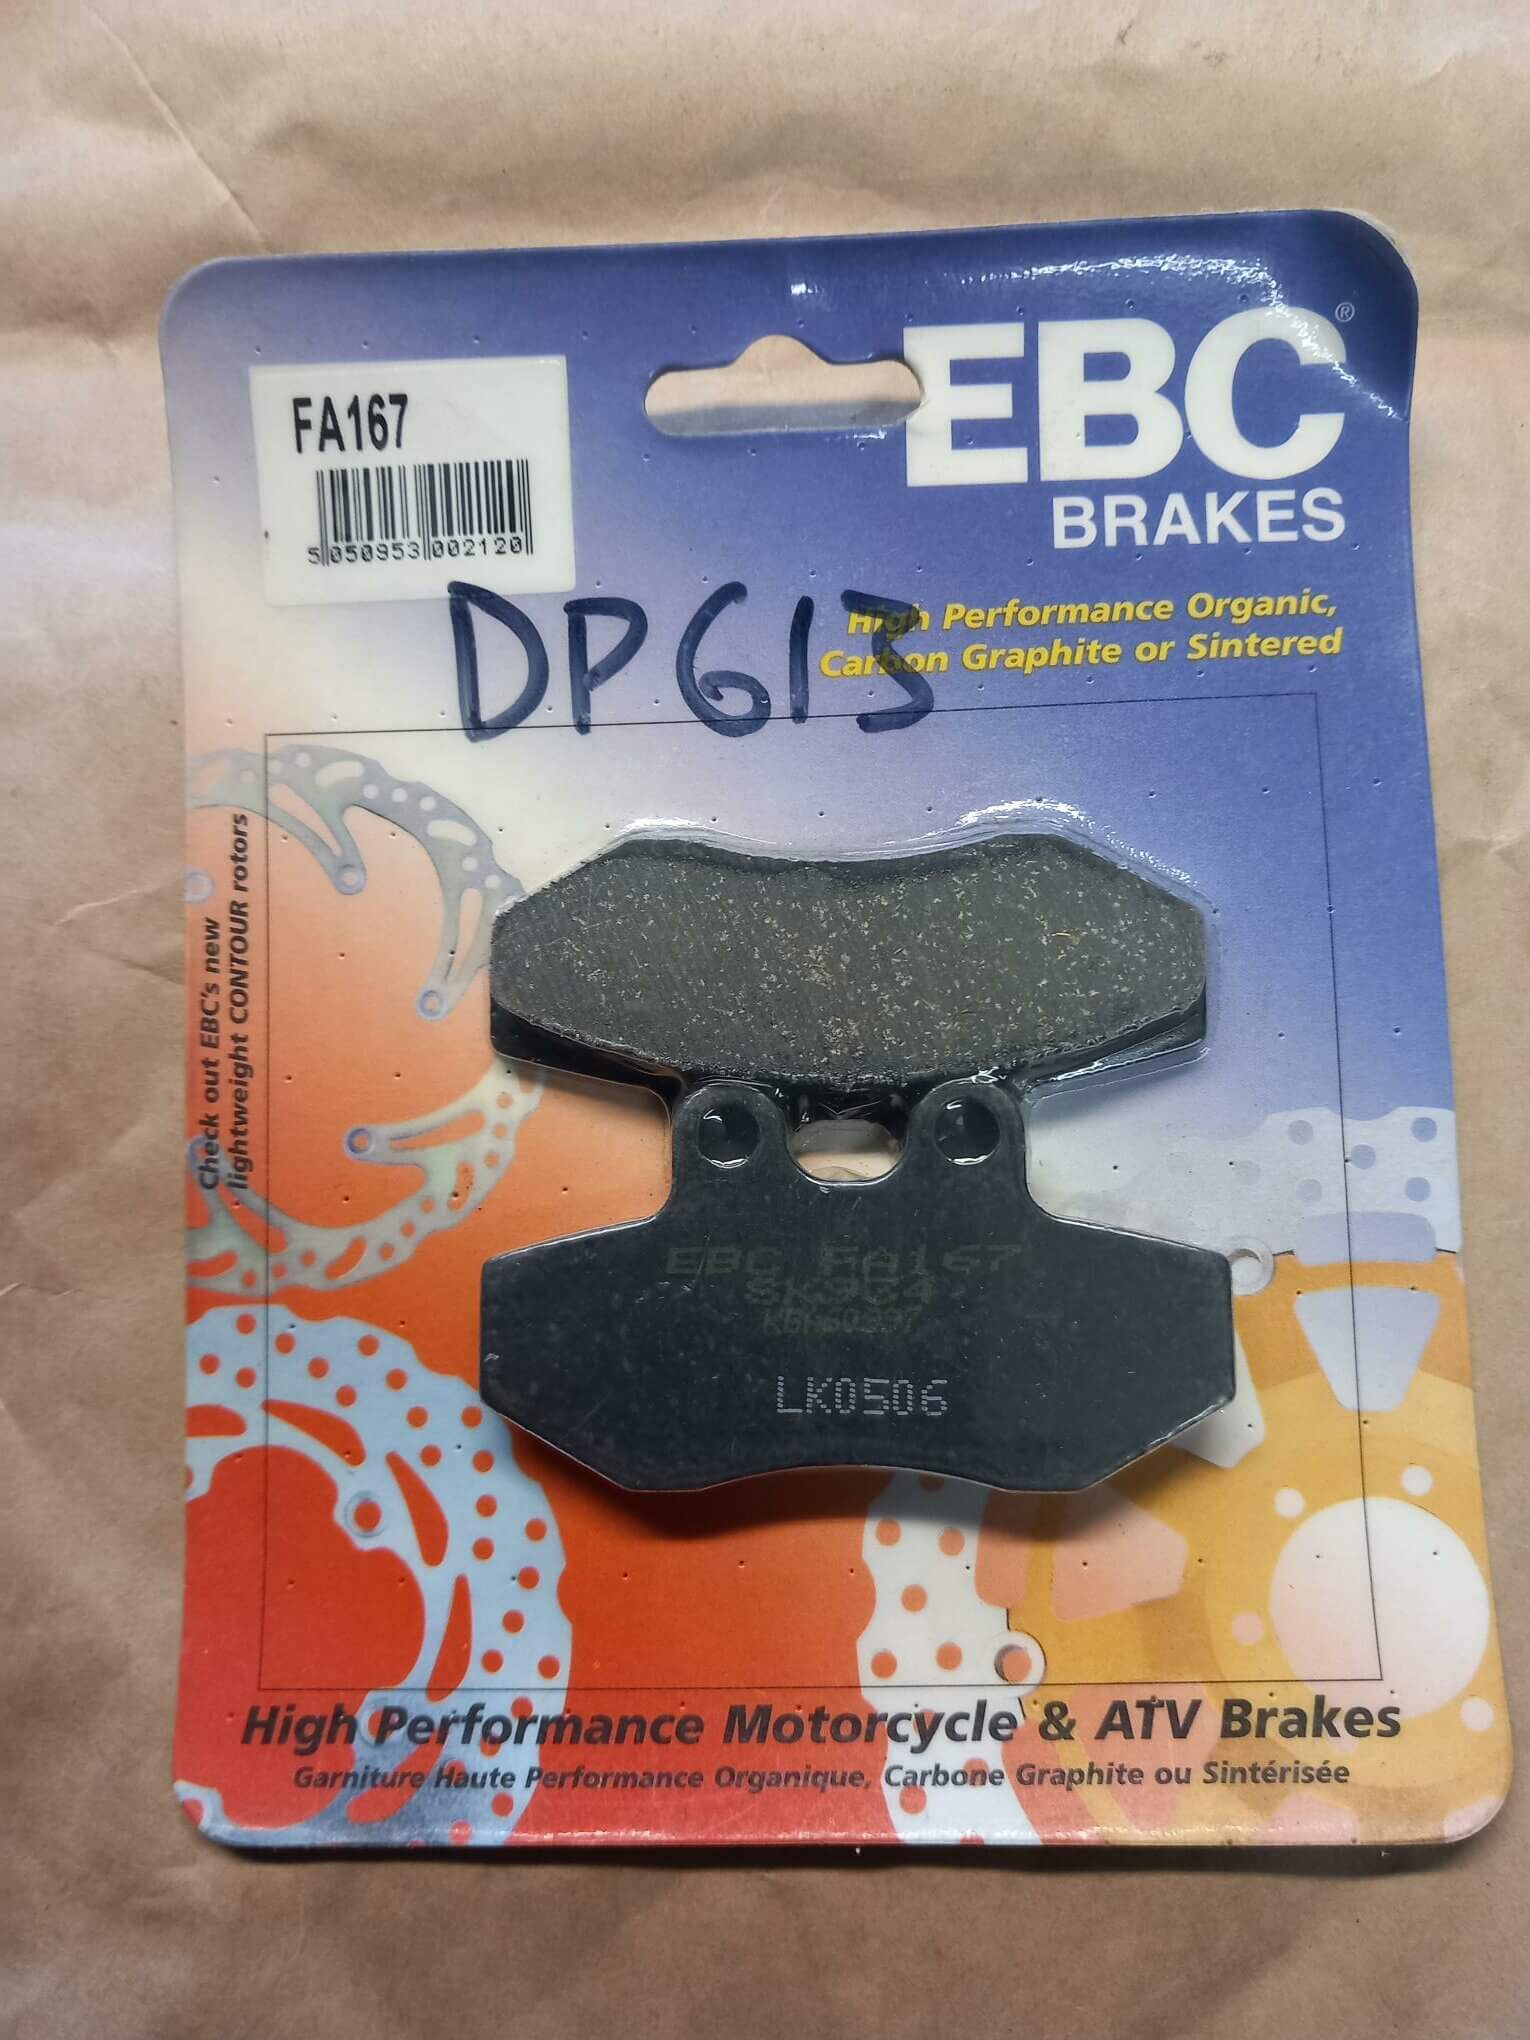 EBC®
BRAKES
FA167
5 050953 002120
DP613
High Performance Organic,
Carbon Graphite or Sintered
Check out EBC's new
lightweight CONTOUR rotors
EBC FA167
LK0506
High Performance Motorcycle & ATV Brakes
Garniture Haute Performance Organique, Carbone Graphite ou Sintérisée